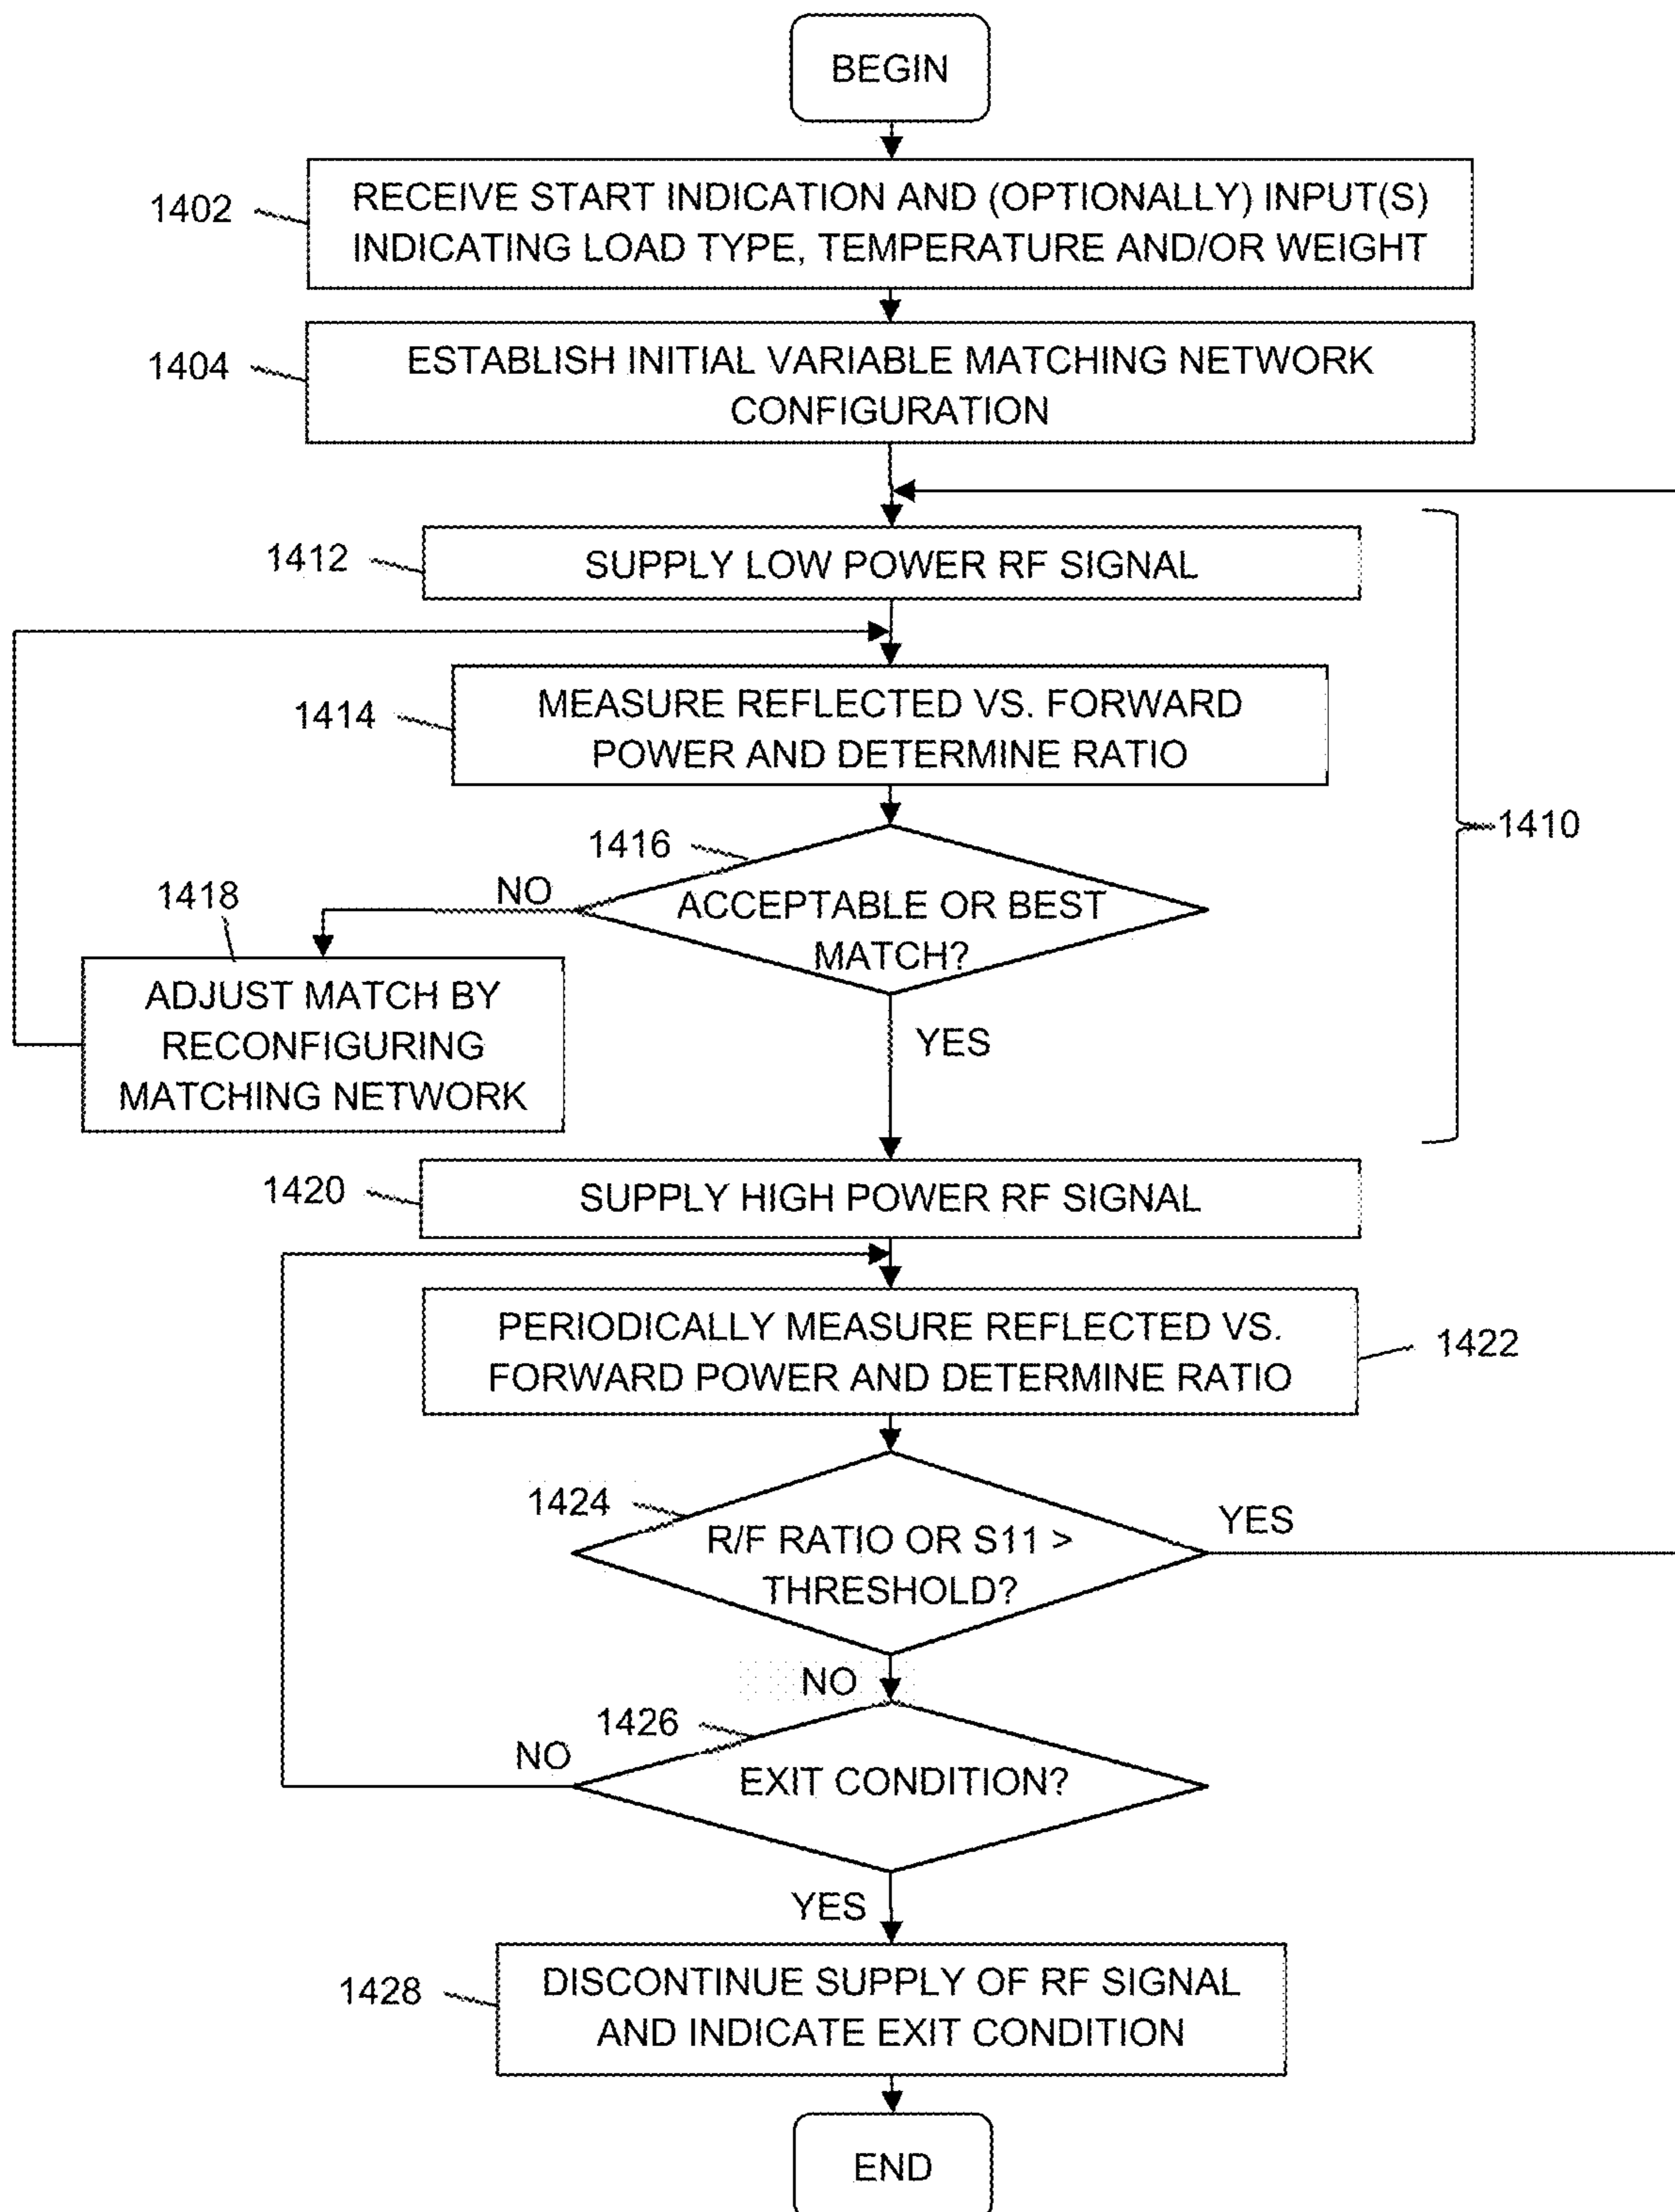 BEGIN
1402
RECEIVE START INDICATION AND (OPTIONALLY) INPUT(S)
INDICATING LOAD TYPE, TEMPERATURE AND/OR WEIGHT
1404
ESTABLISH INITIAL VARIABLE MATCHING NETWORK
CONFIGURATION
1412
SUPPLY LOW POWER RF SIGNAL
1414
MEASURE REFLECTED VS. FORWARD
POWER AND DETERMINE RATIO
1410
1416
ACCEPTABLE OR BEST
MATCH?
NO
1418
ADJUST MATCH BY
RECONFIGURING
MATCHING NETWORK
YES
1420
SUPPLY HIGH POWER RF SIGNAL
PERIODICALLY MEASURE REFLECTED VS.
FORWARD POWER AND DETERMINE RATIO
1422
1424
R/F RATIO OR S11 >
THRESHOLD?
YES
NO
1426
EXIT CONDITION?
NO
YES
1428
DISCONTINUE SUPPLY OF RF SIGNAL
AND INDICATE EXIT CONDITION
END